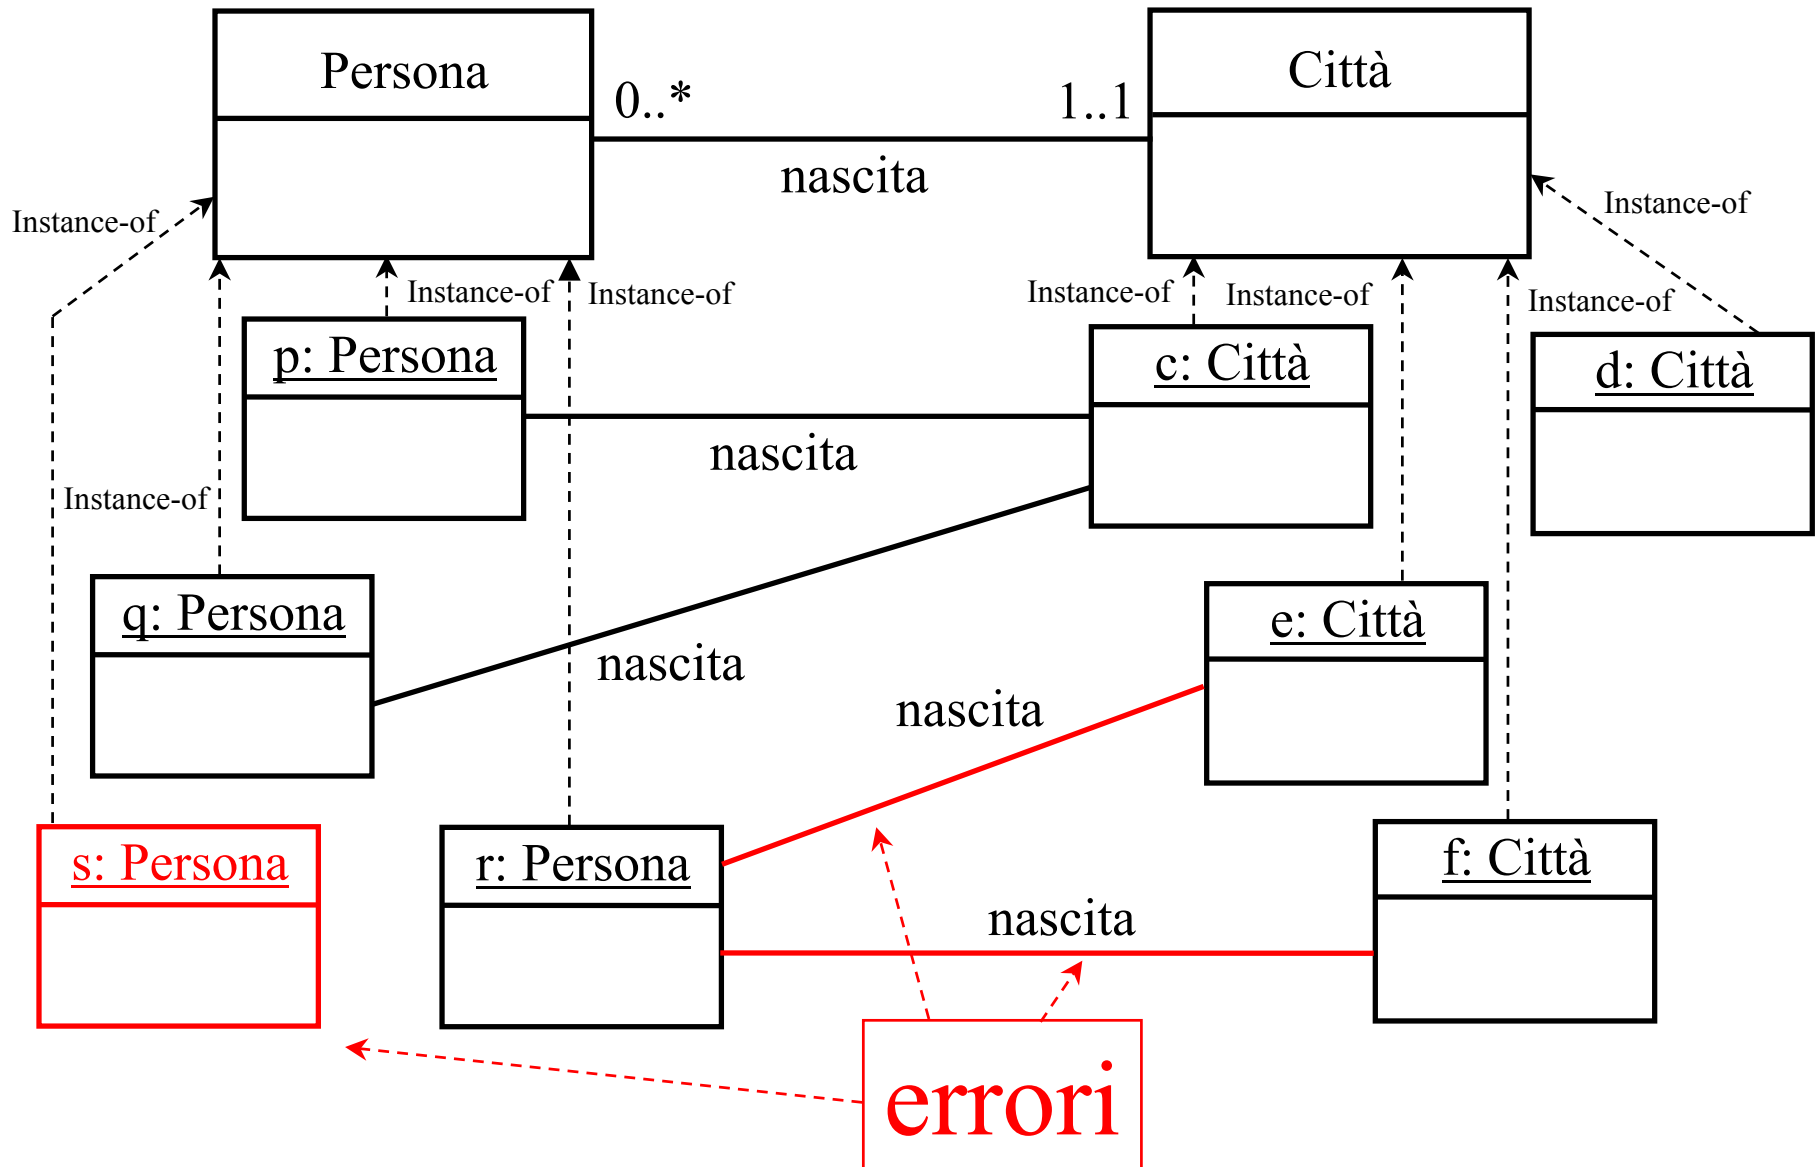 Persona
Città
0..*
1..1
nascita
Instance-of
Instance-of
Instance-of
Instance-of
Instance-of
Instance-of
Instance-of
p: Persona
c: Città
d: Città
nascita
Instance-of
q: Persona
e: Città
nascita
nascita
s: Persona
r: Persona
f: Città
nascita
errori